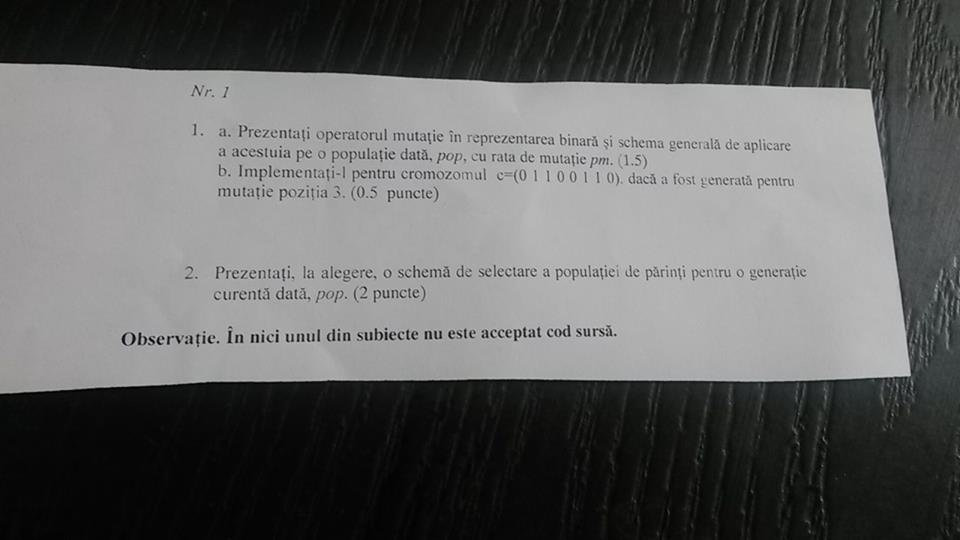 Nr. 1
1. a. Prezentați operatorul mutație în reprezentarea binară și schema generală de aplicare
a acestuia pe o populație dată, pop, cu rata de mutație pm. (1.5)
b. Implementați-l pentru cromozomul c=(0 1 1 0 0 1 1 0). dacă a fost generată pentru
mutație poziția 3. (0.5 puncte)
2. Prezentați, la alegere, o schemă de selectare a populației de părinți pentru o generație
curentă dată, pop. (2 puncte)
Observație. În nici unul din subiecte nu este acceptat cod sursă.